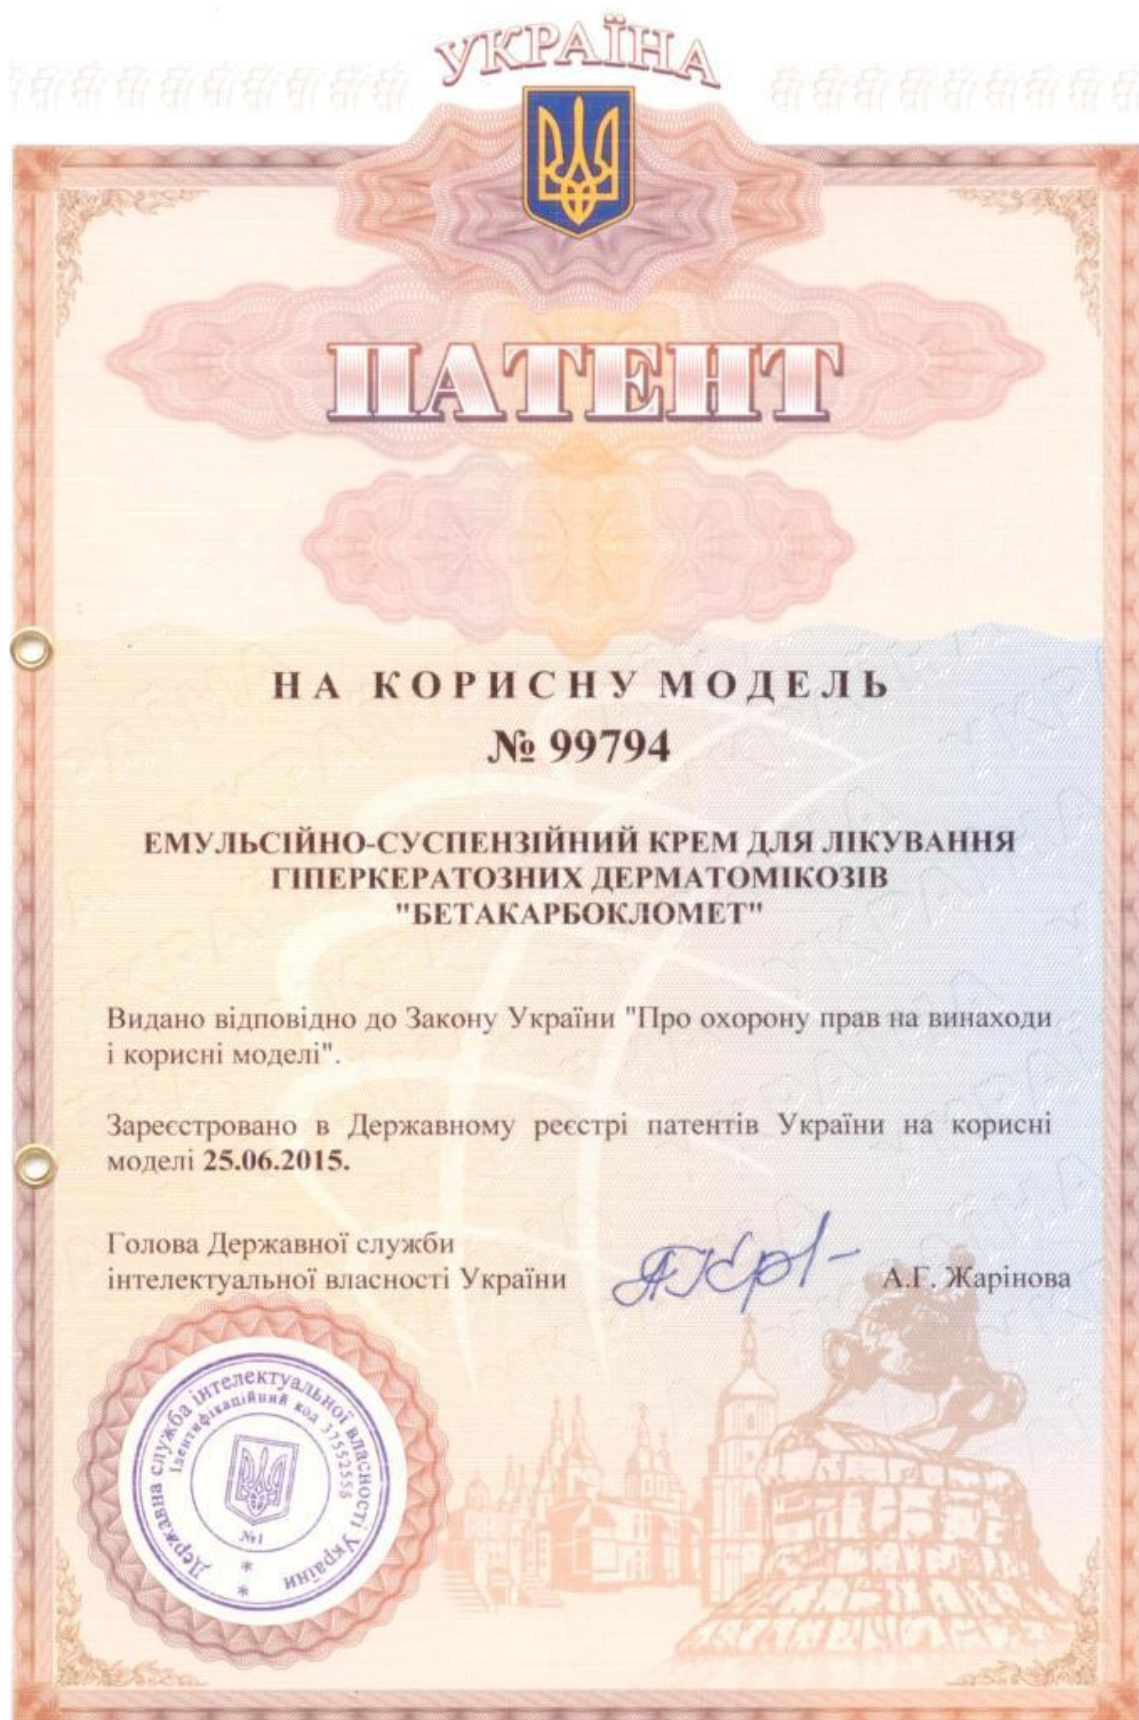 УКРАЇНА
ПАТЕНТ
НА КОРИСНУ МОДЕЛЬ
№ 99794
ЕМУЛЬСІЙНО-СУСПЕНЗІЙНИЙ КРЕМ ДЛЯ ЛІКУВАННЯ
ГІПЕРКЕРАТОЗНИХ ДЕРМАТОМІКОЗІВ
"БЕТАКАРБОКЛОМЕТ"
Видано відповідно до Закону України "Про охорону прав на винаходи
і корисні моделі".
Зареєстровано в Державному реєстрі патентів України на корисні
моделі 25.06.2015.
Голова Державної служби
інтелектуальної власності України
А.Г. Жарінова
Державна служба інтелектуальної власності України
Ідентифікаційний код 37552556
№1